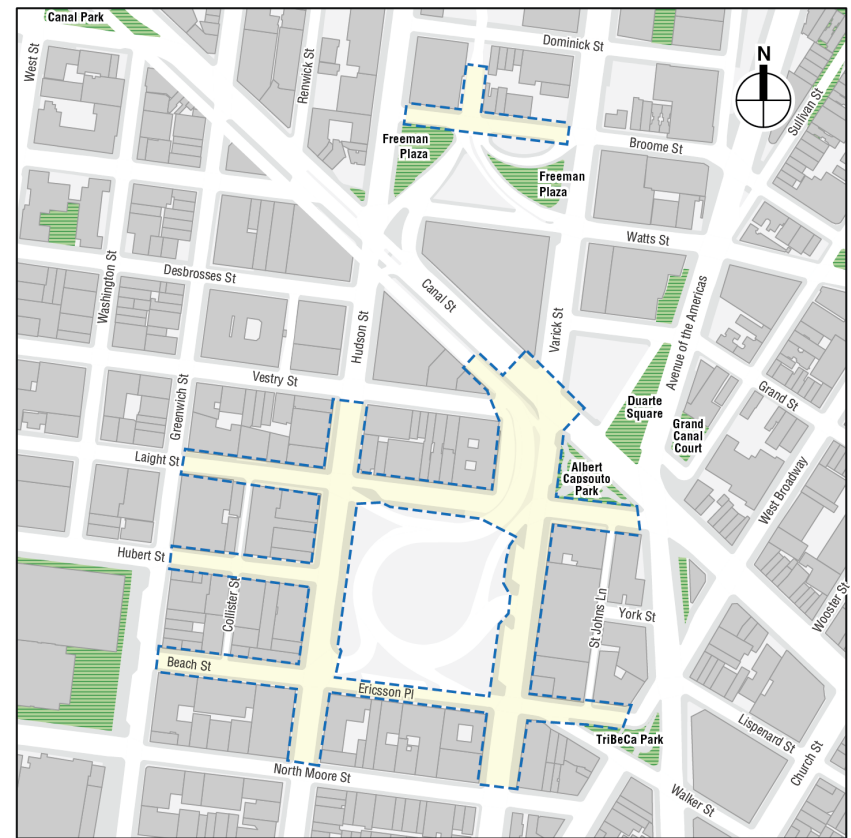 Canal Park
West St
Renwick St
Dominick St
N
Sullivan St
Freeman
Plaza
Broome St
Freeman
Plaza
Watts St
Washington St
Desbrosses St
Canal St
Hudson St
Varick St
Avenue of the Americas
Vestry St
Greenwich St
Duarte
Square
Grand St
Grand
Canal
Court
Laight St
Albert
Capsouto
Park
West Broadway
Hubert St
Collister St
St Johns Ln
York St
Wooster St
Beach St
Ericsson Pl
TriBeCa Park
Lispenard St
Church St
North Moore St
Walker St